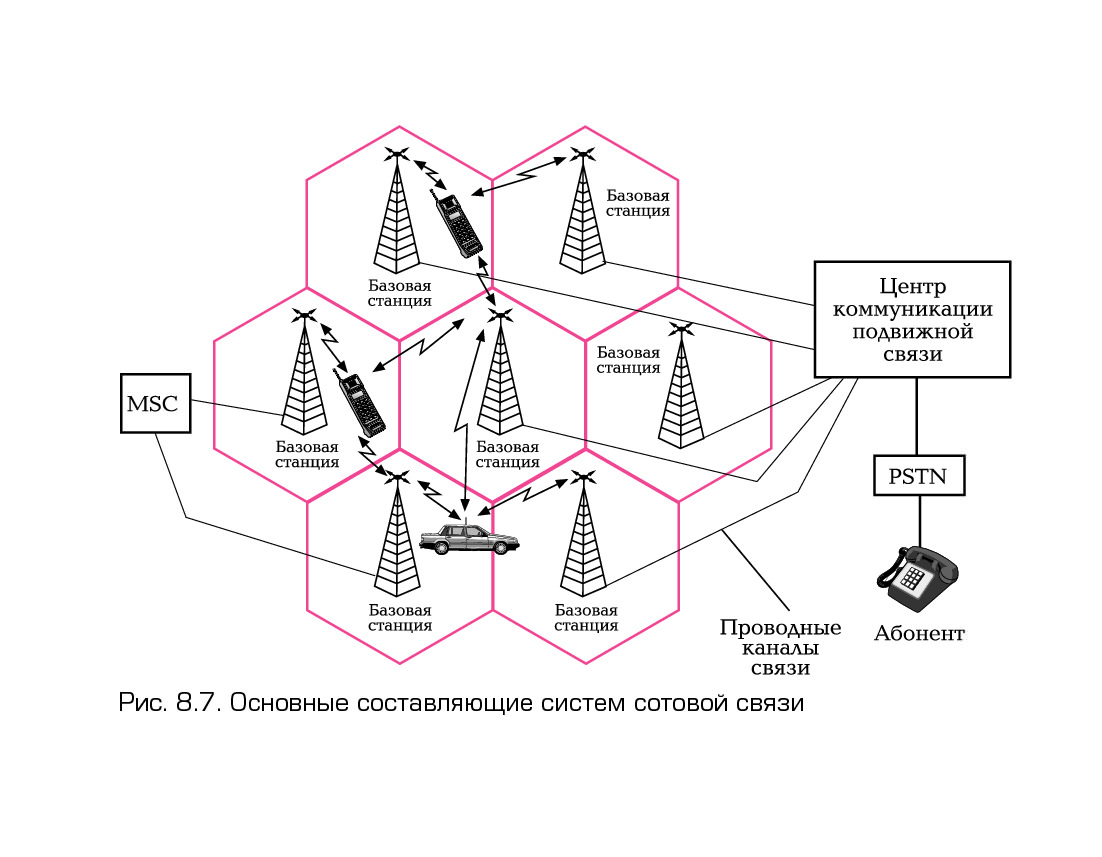 Базовая
станция
Базовая
станция
Центр
коммуникации
подвижной
связи
Базовая
станция
MSC
Базовая
станция
Базовая
станция
PSTN
Базовая
станция
Базовая
станция
Проводные
каналы
связи
Абонент
Рис. 8.7. Основные составляющие систем сотовой связи